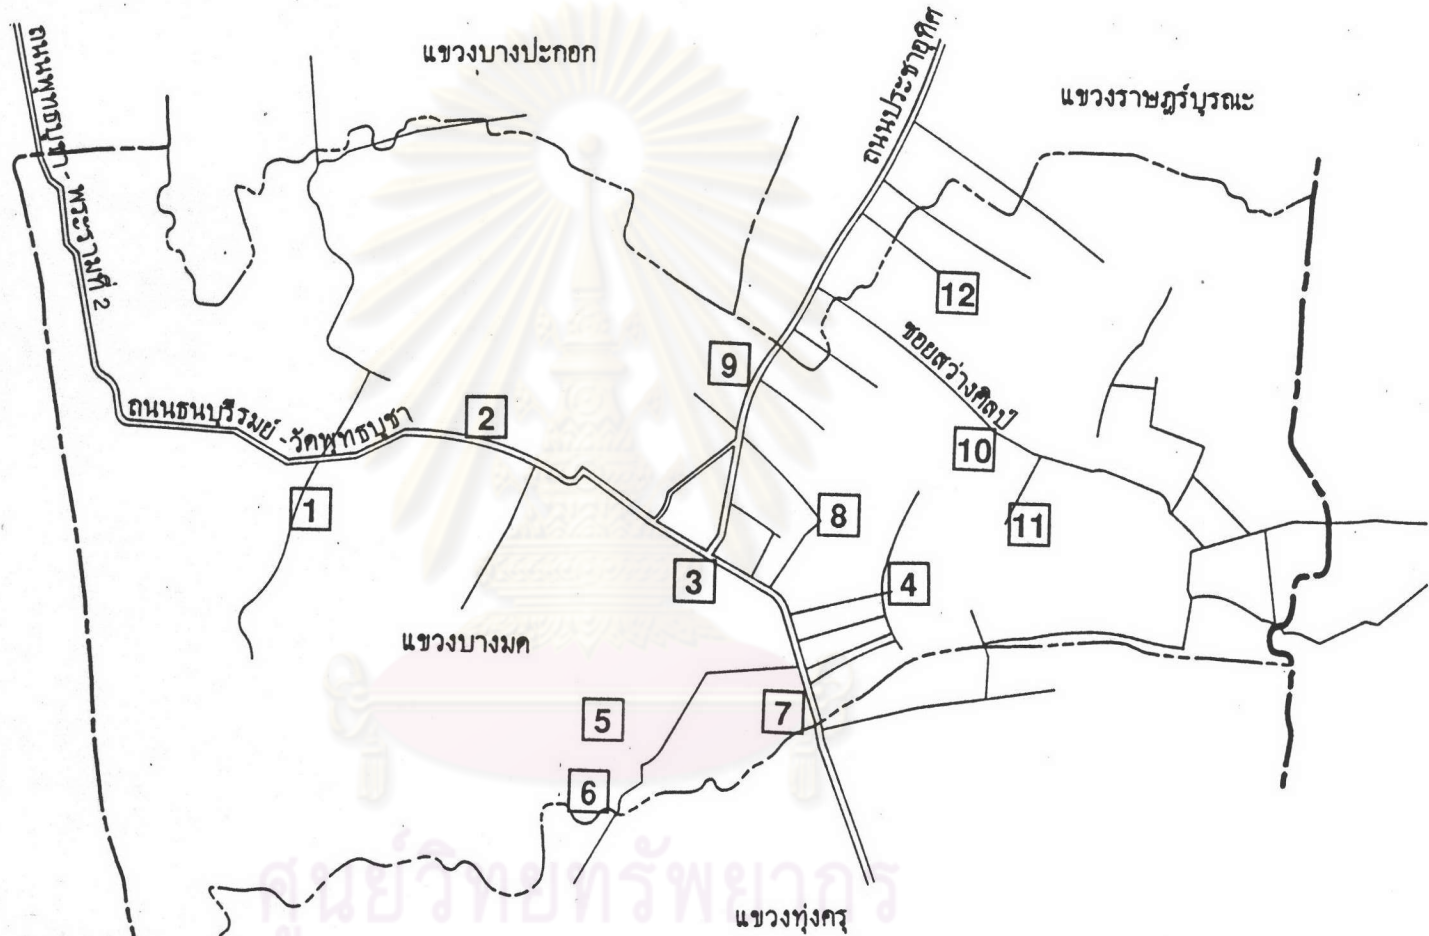 แขวงบางปะกอก
ถนนประชาอุทิศ
แขวงราษฎร์บูรณะ
ถนนพุทธบูชา - พระรามที่ 2
12
ซอยสว่างศิลป์
9
ถนนธนบุรีรมย์ - วัดพุทธบูชา
2
10
1
8
11
3
4
แขวงบางมด
5
7
6
ศูนย์วิทยทรัพยากร
แขวงทุ่งครุ